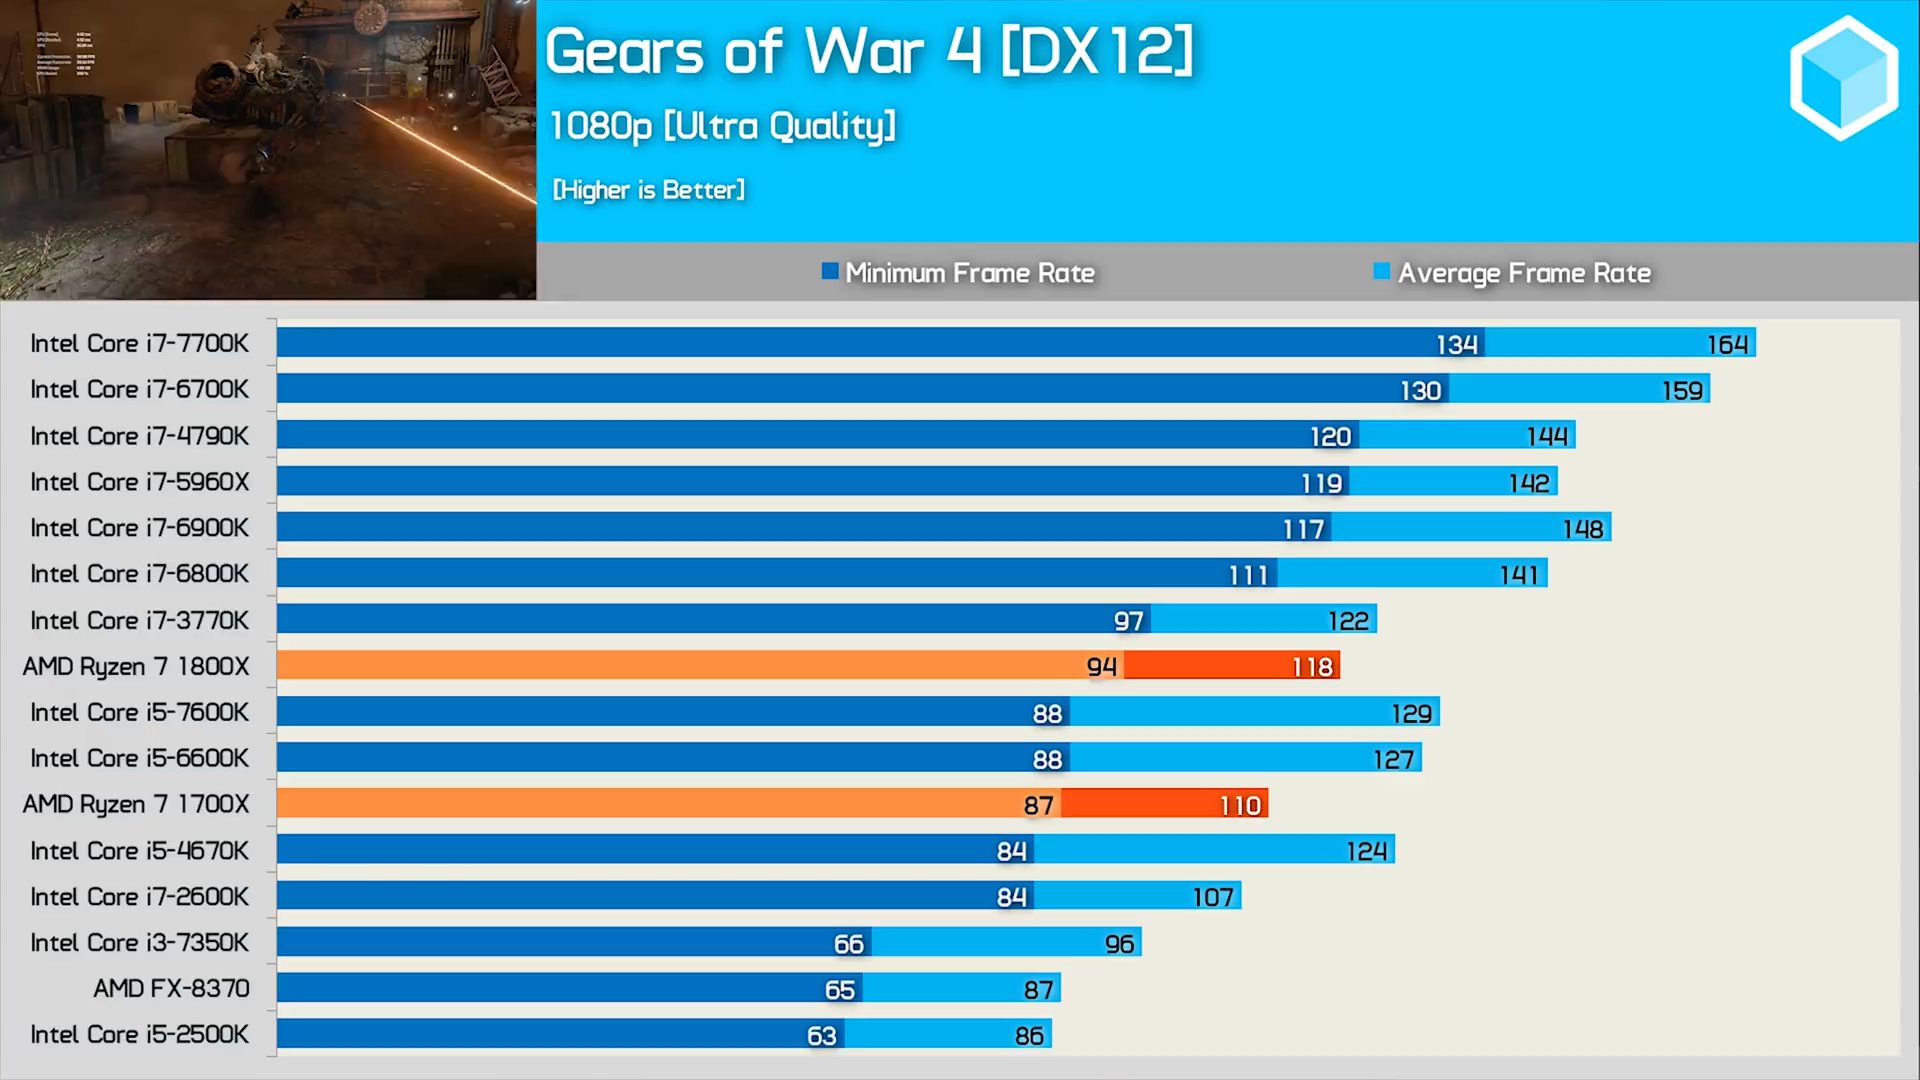 Gears of War 4 [DX12]
1080p [Ultra Quality]
[Higher is Better]
Minimum Frame Rate Average Frame Rate
Intel Core i7-7700K 134 164
Intel Core i7-6700K 130 159
Intel Core i7-4790K 120 144
Intel Core i7-5960X 119 142
Intel Core i7-6900K 117 148
Intel Core i7-6800K 111 141
Intel Core i7-3770K 97 122
AMD Ryzen 7 1800X 94 118
Intel Core i5-7600K 88 129
Intel Core i5-6600K 88 127
AMD Ryzen 7 1700X 87 110
Intel Core i5-4670K 84 124
Intel Core i7-2600K 84 107
Intel Core i3-7350K 66 96
AMD FX-8370 65 87
Intel Core i5-2500K 63 86